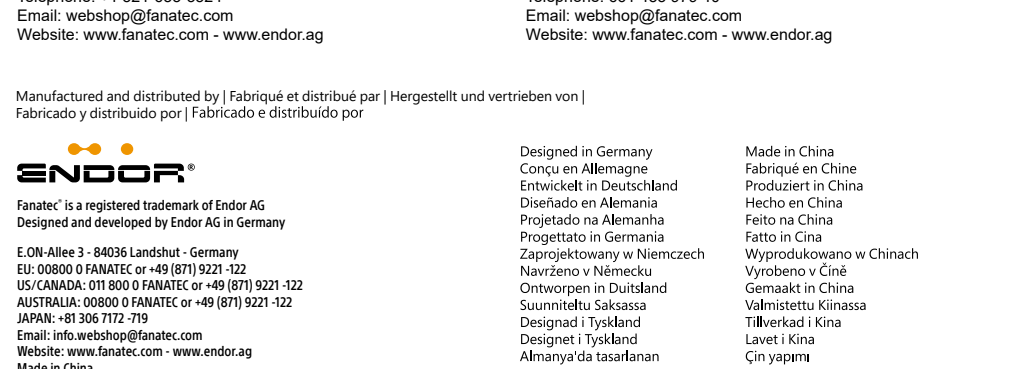 Email: webshop@fanatec.com
Website: www.fanatec.com - www.endor.ag
Email: webshop@fanatec.com
Website: www.fanatec.com - www.endor.ag
Manufactured and distributed by | Fabriqué et distribué par | Hergestellt und vertrieben von |
Fabricado y distribuido por | Fabricado e distribuído por
ENDOR®
Fanatec® is a registered trademark of Endor AG
Designed and developed by Endor AG in Germany
E.ON-Allee 3 - 84036 Landshut - Germany
EU: 00800 0 FANATEC or +49 (871) 9221 -122
US/CANADA: 011 800 0 FANATEC or +49 (871) 9221 -122
AUSTRALIA: 00800 0 FANATEC or +49 (871) 9221 -122
JAPAN: +81 306 7172 -719
Email: info.webshop@fanatec.com
Website: www.fanatec.com - www.endor.ag
Made in China
Designed in Germany
Conçu en Allemagne
Entwickelt in Deutschland
Diseñado en Alemania
Projetado na Alemanha
Progettato in Germania
Zaprojektowany w Niemczech
Navrženo v Německu
Ontworpen in Duitsland
Suunniteltu Saksassa
Designad i Tyskland
Designet i Tyskland
Almanya'da tasarlanan
Made in China
Fabriqué en Chine
Produziert in China
Hecho en China
Feito na China
Fatto in Cina
Wyprodukowano w Chinach
Vyrobeno v Číně
Gemaakt in China
Valmistettu Kiinassa
Tillverkad i Kina
Lavet i Kina
Çin yapımı